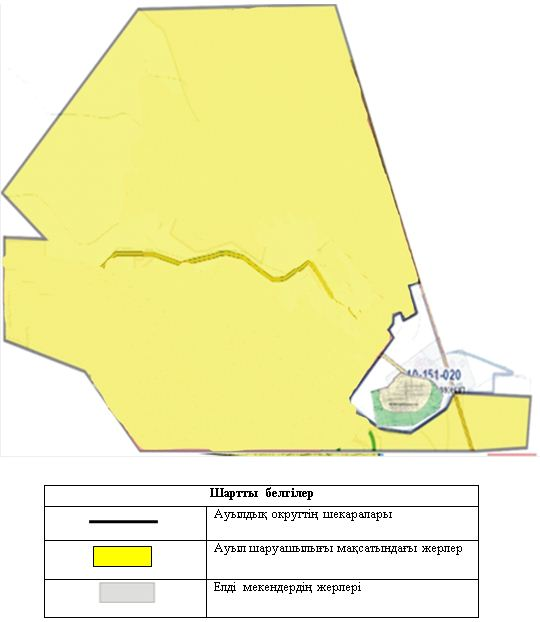 10-151-020
Шартты белгілер
Ауылдық округтің шекаралары
Ауыл шаруашылығы мақсатындағы жерлер
Елді мекендердің жерлері